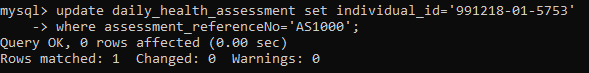 mysql> update daily_health_assessment set individual_id='991218-01-5753'
    -> where assessment_referenceNo='AS1000';
Query OK, 0 rows affected (0.00 sec)
Rows matched: 1  Changed: 0  Warnings: 0